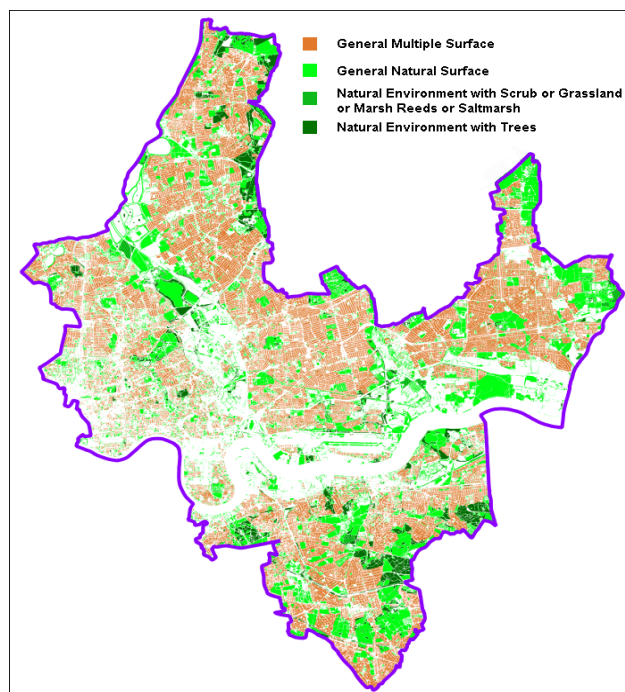 General Multiple Surface
General Natural Surface
Natural Environment with Scrub or Grassland
or Marsh Reeds or Saltmarsh
Natural Environment with Trees